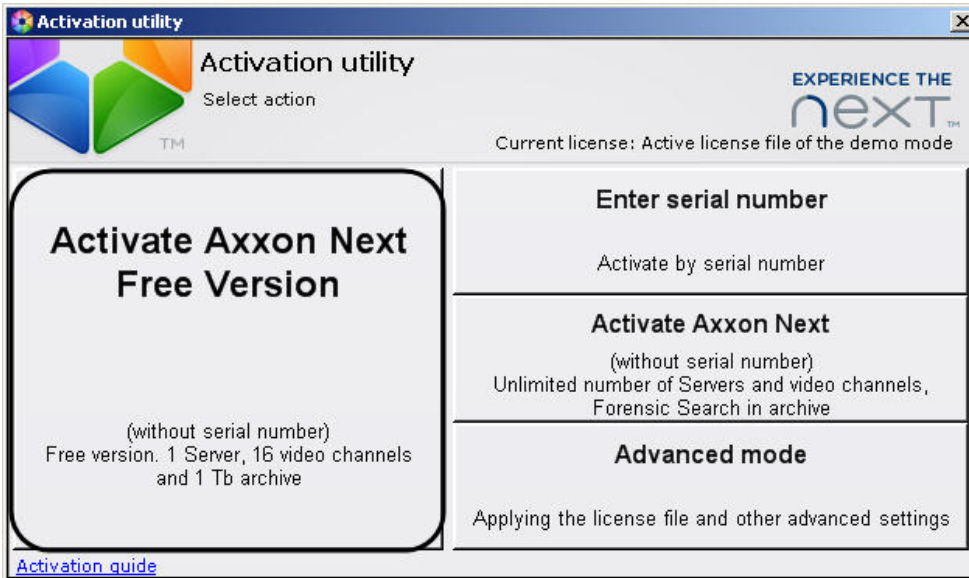 Activation utility
Activation utility
Select action
TM
EXPERIENCE THE
next TM
Current license: Active license file of the demo mode
Activate Axxon Next
Free Version
(without serial number)
Free version. 1 Server, 16 video channels
and 1 Tb archive
Enter serial number
Activate by serial number
Activate Axxon Next
(without serial number)
Unlimited number of Servers and video channels,
Forensic Search in archive
Advanced mode
Applying the license file and other advanced settings
Activation guide